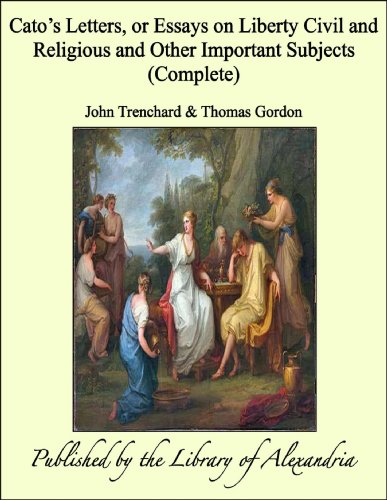 Cato's Letters, or Essays on Liberty Civil and
Religious and Other Important Subjects
(Complete)
John Trenchard & Thomas Gordon
Published by the Library of Alexandria